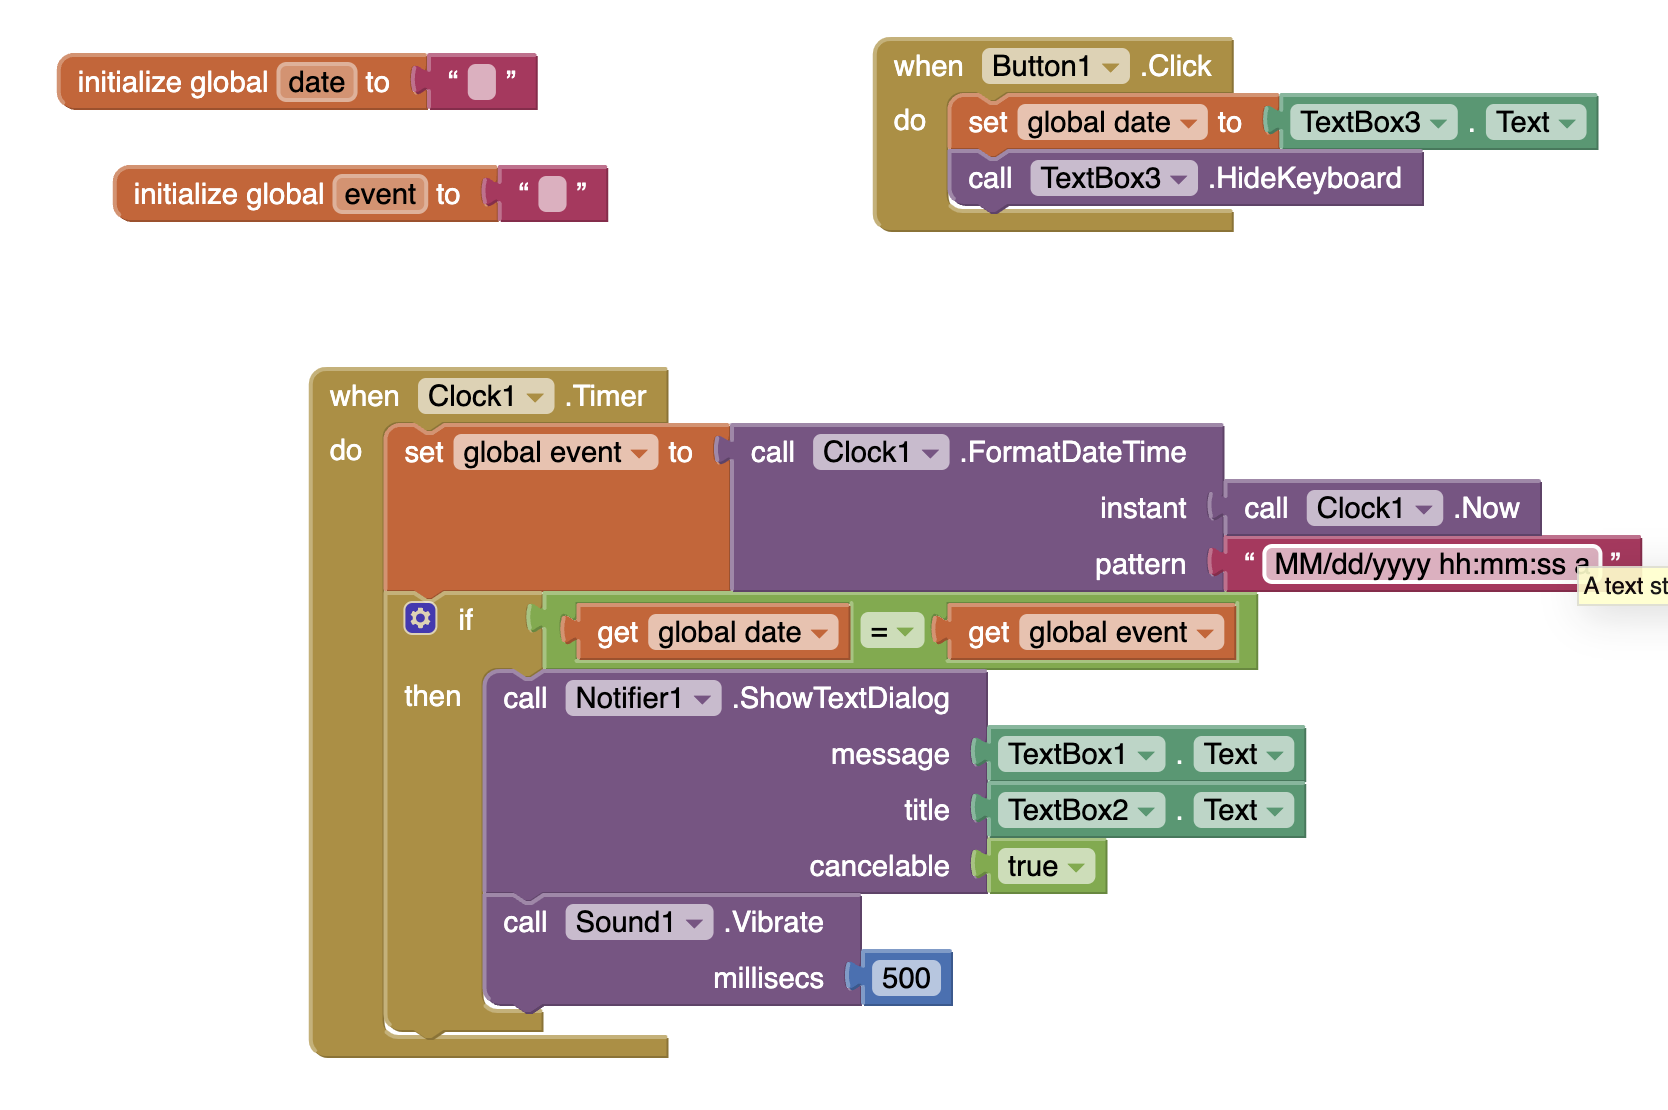 initialize global date to “ ”
initialize global event to “ ”
when Button1 .Click
do set global date to TextBox3 . Text
call TextBox3 .HideKeyboard
when Clock1 .Timer
do set global event to call Clock1 .FormatDateTime
instant call Clock1 .Now
pattern “ MM/dd/yyyy hh:mm:ss a ”
A text st
if get global date = get global event
then call Notifier1 .ShowTextDialog
message TextBox1 . Text
title TextBox2 . Text
cancelable true
call Sound1 .Vibrate
millisecs 500